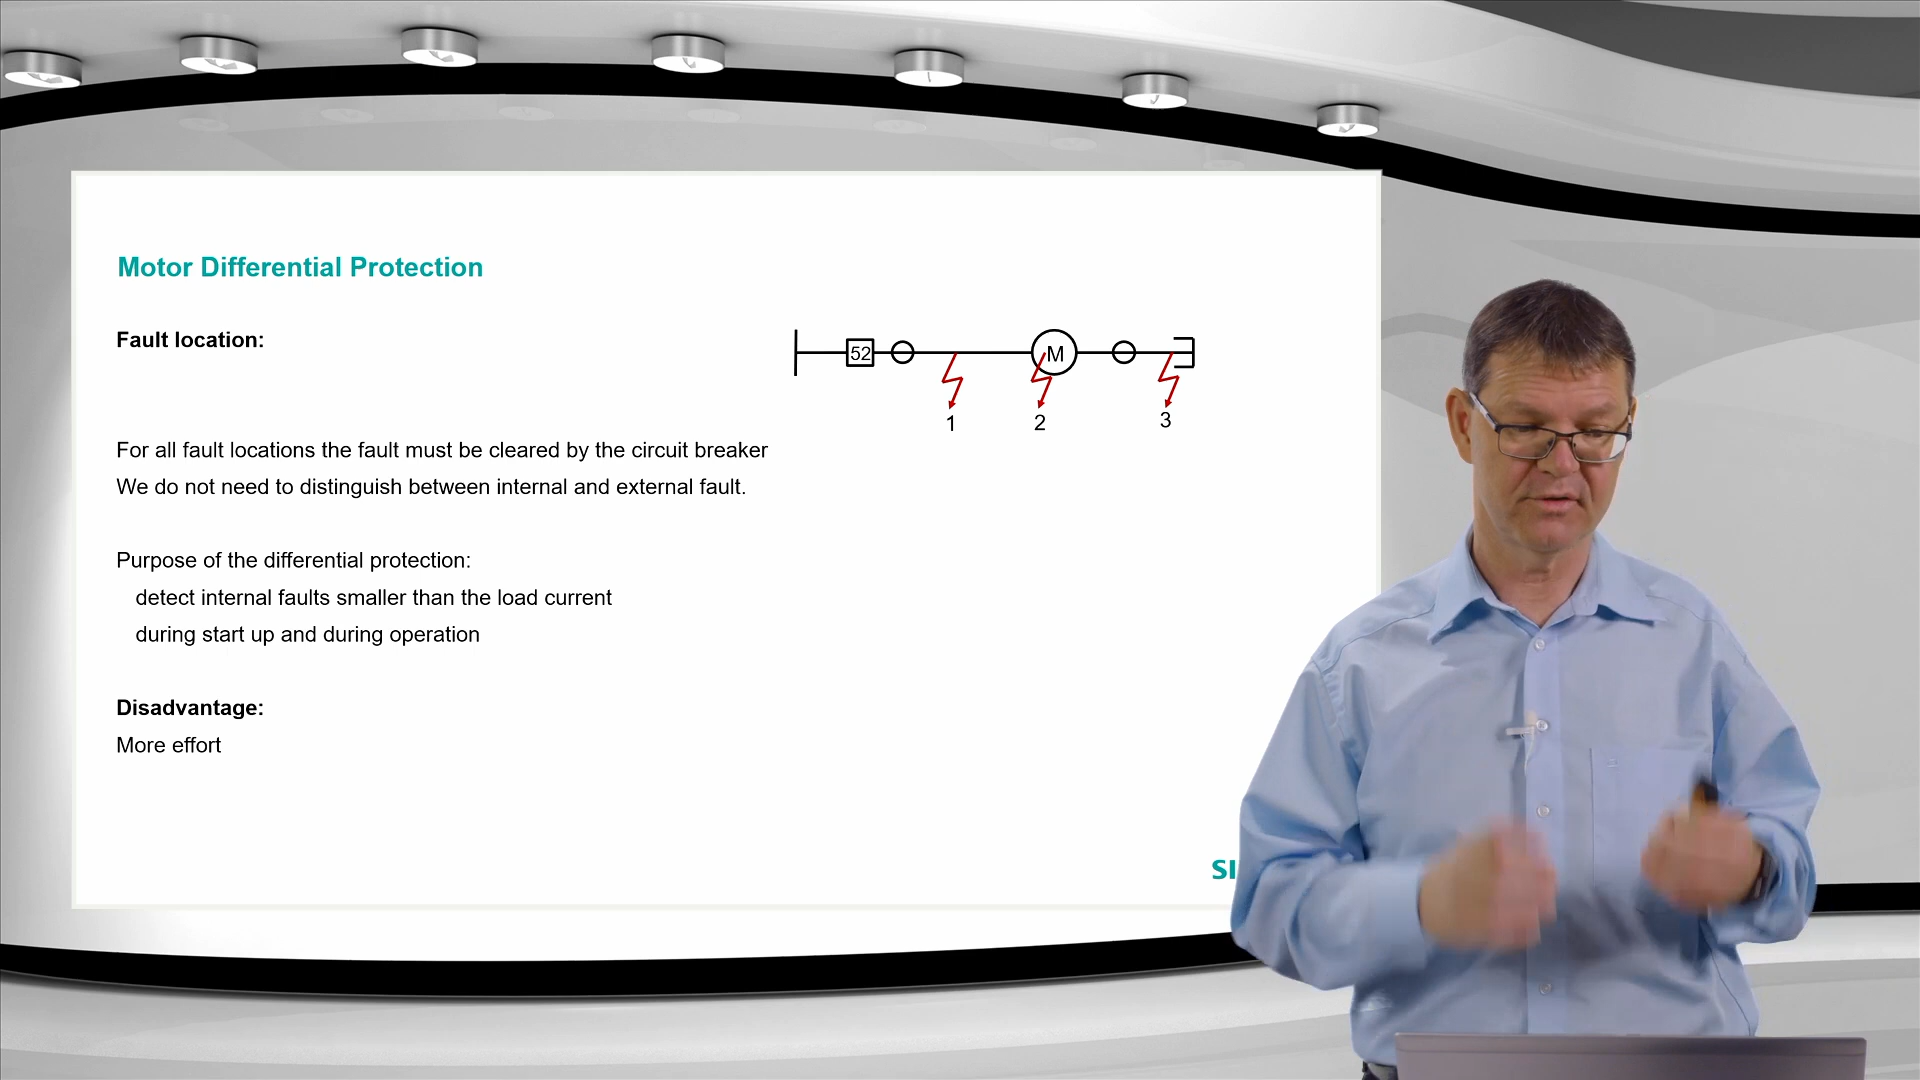 Motor Differential Protection
Fault location:
52
M
1
2
3
For all fault locations the fault must be cleared by the circuit breaker
We do not need to distinguish between internal and external fault.
Purpose of the differential protection:
detect internal faults smaller than the load current
during start up and during operation
Disadvantage:
More effort
SI